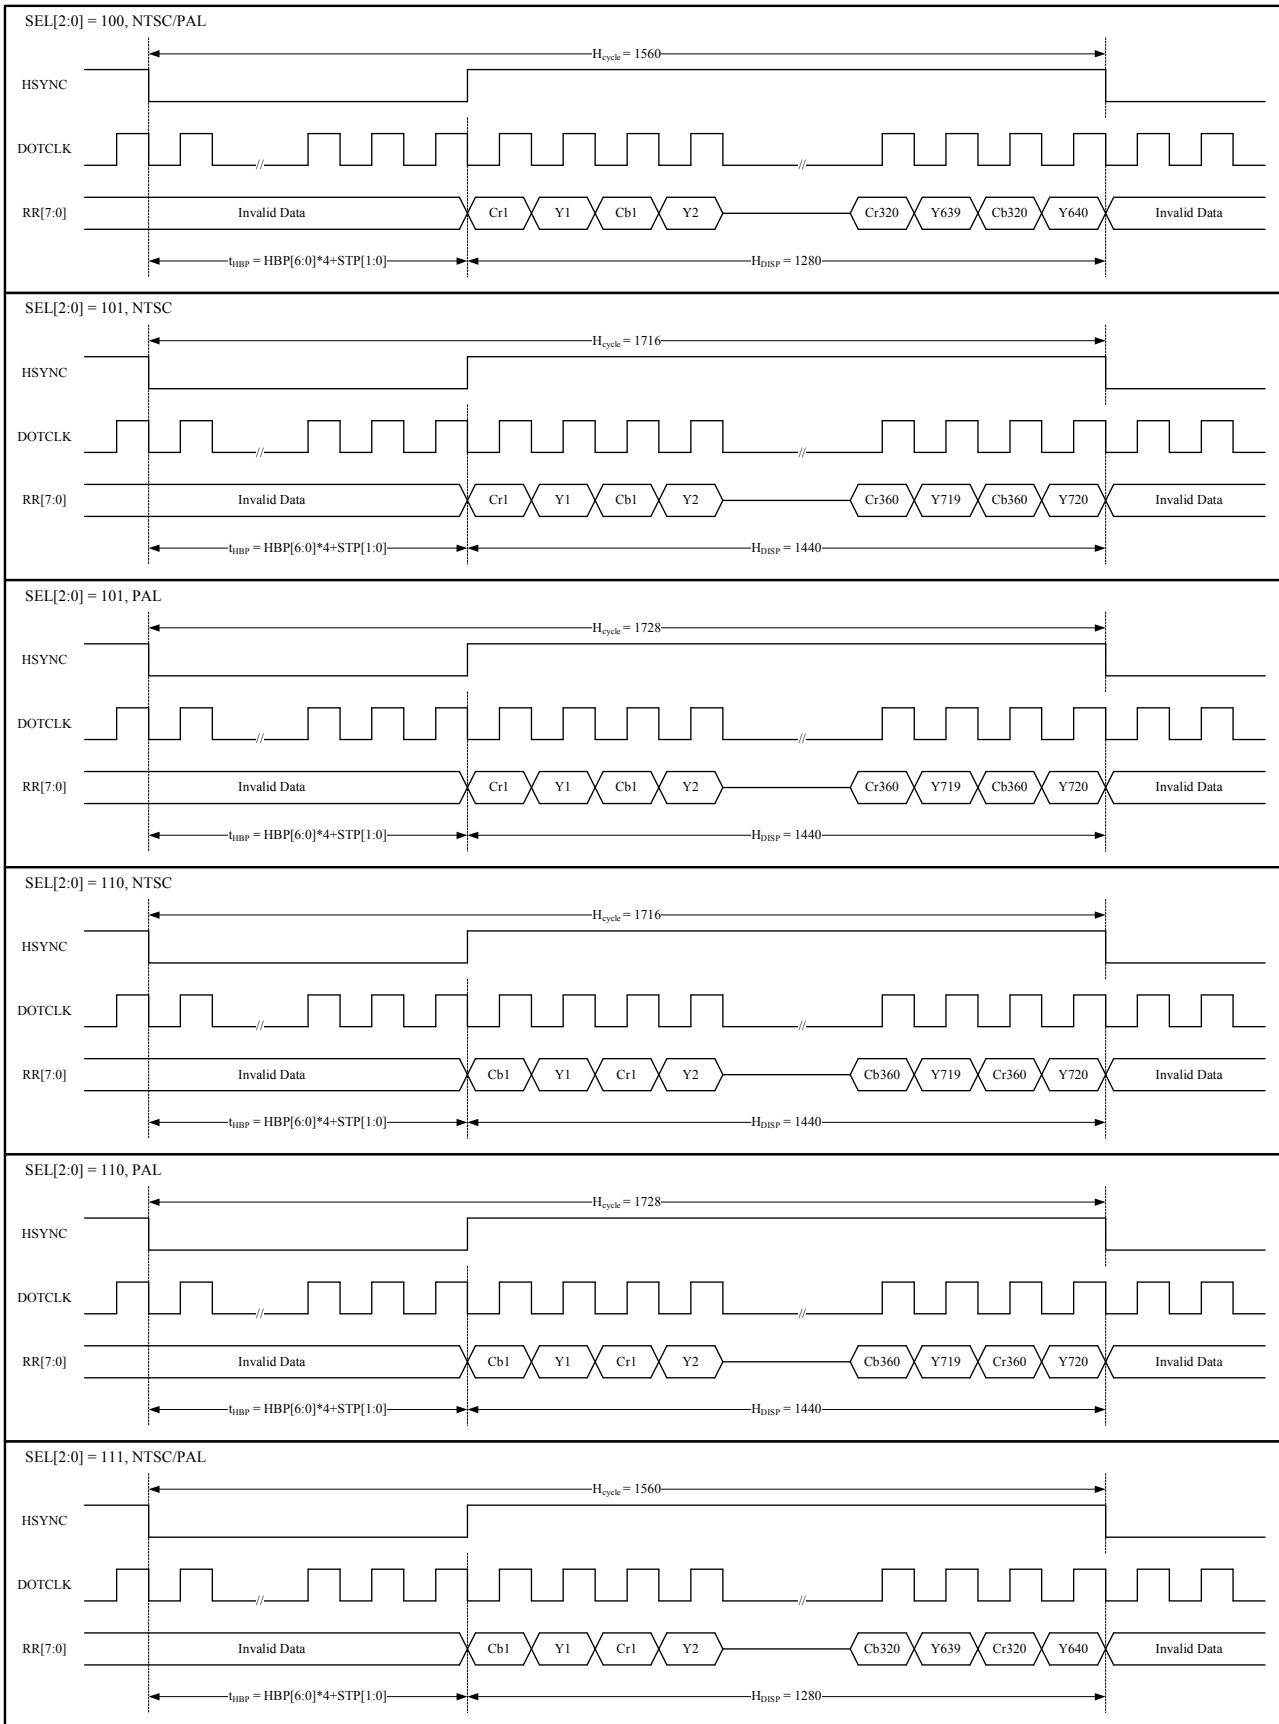 SEL[2:0] = 100, NTSC/PAL
Hcycle = 1560
HSYNC
DOTCLK
//
//
RR[7:0] Invalid Data Cr1 Y1 Cb1 Y2 Cr320 Y639 Cb320 Y640 Invalid Data
tHBP = HBP[6:0]*4+STP[1:0] HDISP = 1280
SEL[2:0] = 101, NTSC
Hcycle = 1716
HSYNC
DOTCLK
//
//
RR[7:0] Invalid Data Cr1 Y1 Cb1 Y2 Cr360 Y719 Cb360 Y720 Invalid Data
tHBP = HBP[6:0]*4+STP[1:0] HDISP = 1440
SEL[2:0] = 101, PAL
Hcycle = 1728
HSYNC
DOTCLK
//
//
RR[7:0] Invalid Data Cr1 Y1 Cb1 Y2 Cr360 Y719 Cb360 Y720 Invalid Data
tHBP = HBP[6:0]*4+STP[1:0] HDISP = 1440
SEL[2:0] = 110, NTSC
Hcycle = 1716
HSYNC
DOTCLK
//
//
RR[7:0] Invalid Data Cb1 Y1 Cr1 Y2 Cb360 Y719 Cr360 Y720 Invalid Data
tHBP = HBP[6:0]*4+STP[1:0] HDISP = 1440
SEL[2:0] = 110, PAL
Hcycle = 1728
HSYNC
DOTCLK
//
//
RR[7:0] Invalid Data Cb1 Y1 Cr1 Y2 Cb360 Y719 Cr360 Y720 Invalid Data
tHBP = HBP[6:0]*4+STP[1:0] HDISP = 1440
SEL[2:0] = 111, NTSC/PAL
Hcycle = 1560
HSYNC
DOTCLK
//
//
RR[7:0] Invalid Data Cb1 Y1 Cr1 Y2 Cb320 Y639 Cr320 Y640 Invalid Data
tHBP = HBP[6:0]*4+STP[1:0] HDISP = 1280